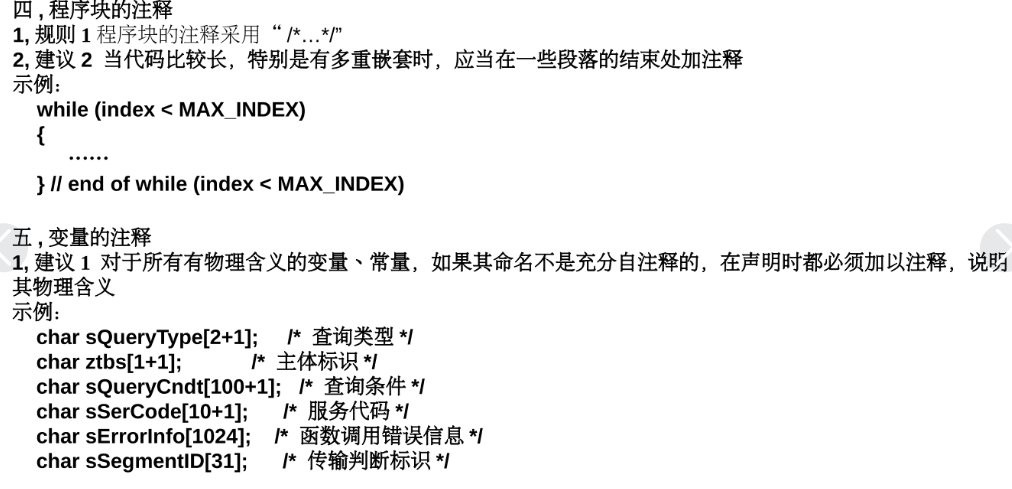 四 , 程序块的注释
1, 规则 1 程序块的注释采用 “ /*…*/”
2, 建议 2 当代码比较长，特别是有多重嵌套时，应当在一些段落的结束处加注释
示例：
while (index < MAX_INDEX)
{
……
} // end of while (index < MAX_INDEX)
五 , 变量的注释
1, 建议 1 对于所有有物理含义的变量、常量，如果其命名不是充分自注释的，在声明时都必须加以注释，说明
其物理含义
示例：
char sQueryType[2+1]; /* 查询类型 */
char ztbs[1+1]; /* 主体标识 */
char sQueryCndt[100+1]; /* 查询条件 */
char sSerCode[10+1]; /* 服务代码 */
char sErrorInfo[1024]; /* 函数调用错误信息 */
char sSegmentID[31]; /* 传输判断标识 */